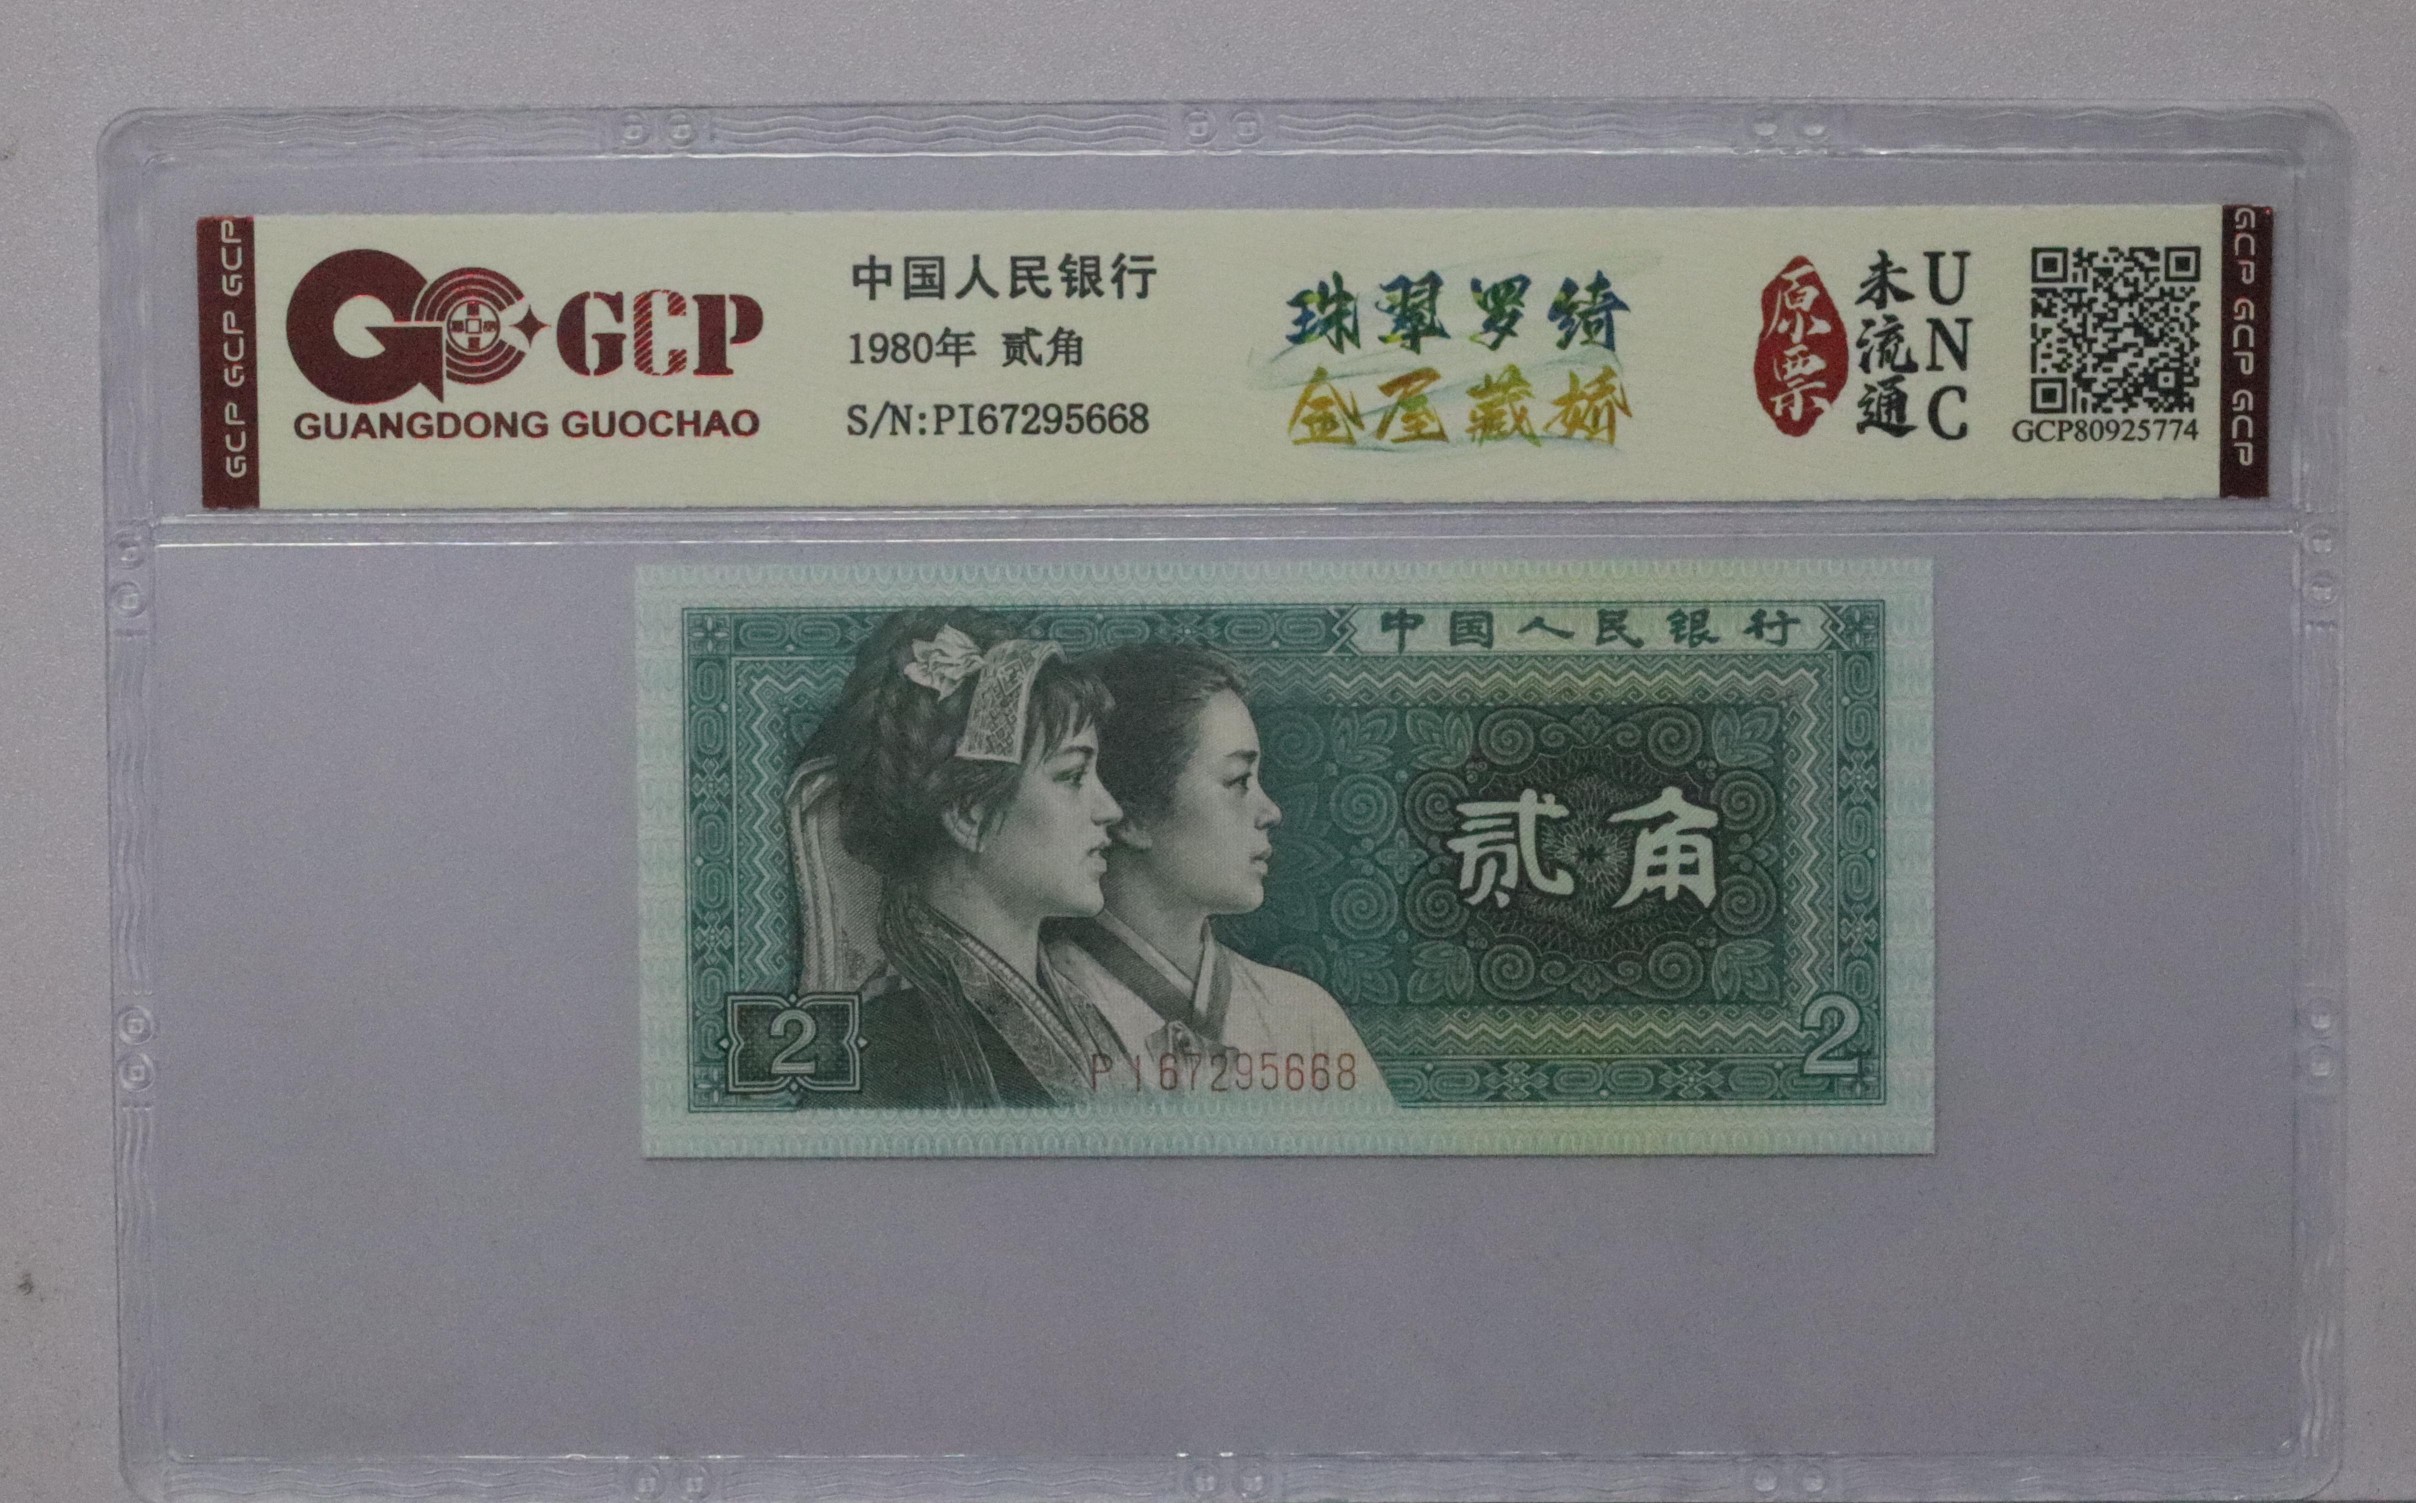 GCP GCP GCP
GCP
GUANGDONG GUOCHAO
中国人民银行
1980年 贰角
S/N:PI67295668
珠翠罗绮
金屋藏娇
原票
未流通
UNC
GCP80925774
GCP GCP GCP
中国人民银行
贰角
2
PI67295668
2